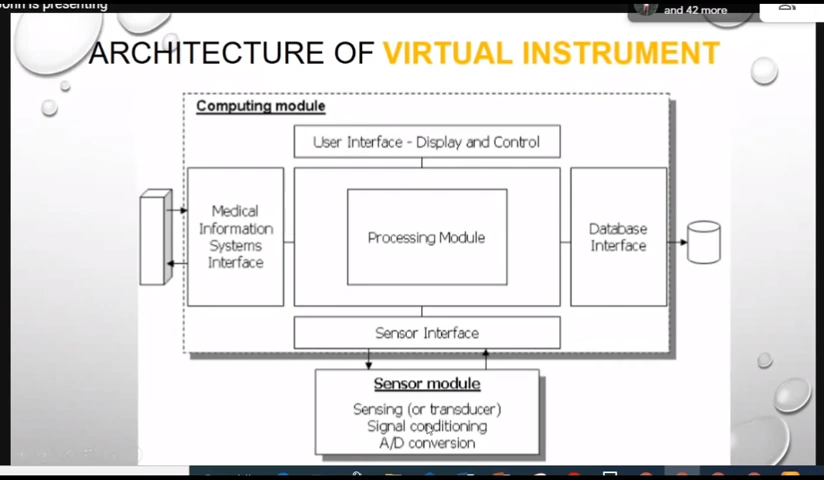 is presenting
and 42 more
ARCHITECTURE OF VIRTUAL INSTRUMENT
Computing module
User Interface - Display and Control
Medical
Information
Systems
Interface
Processing Module
Database
Interface
Sensor Interface
Sensor module
Sensing (or transducer)
Signal conditioning
A/D conversion